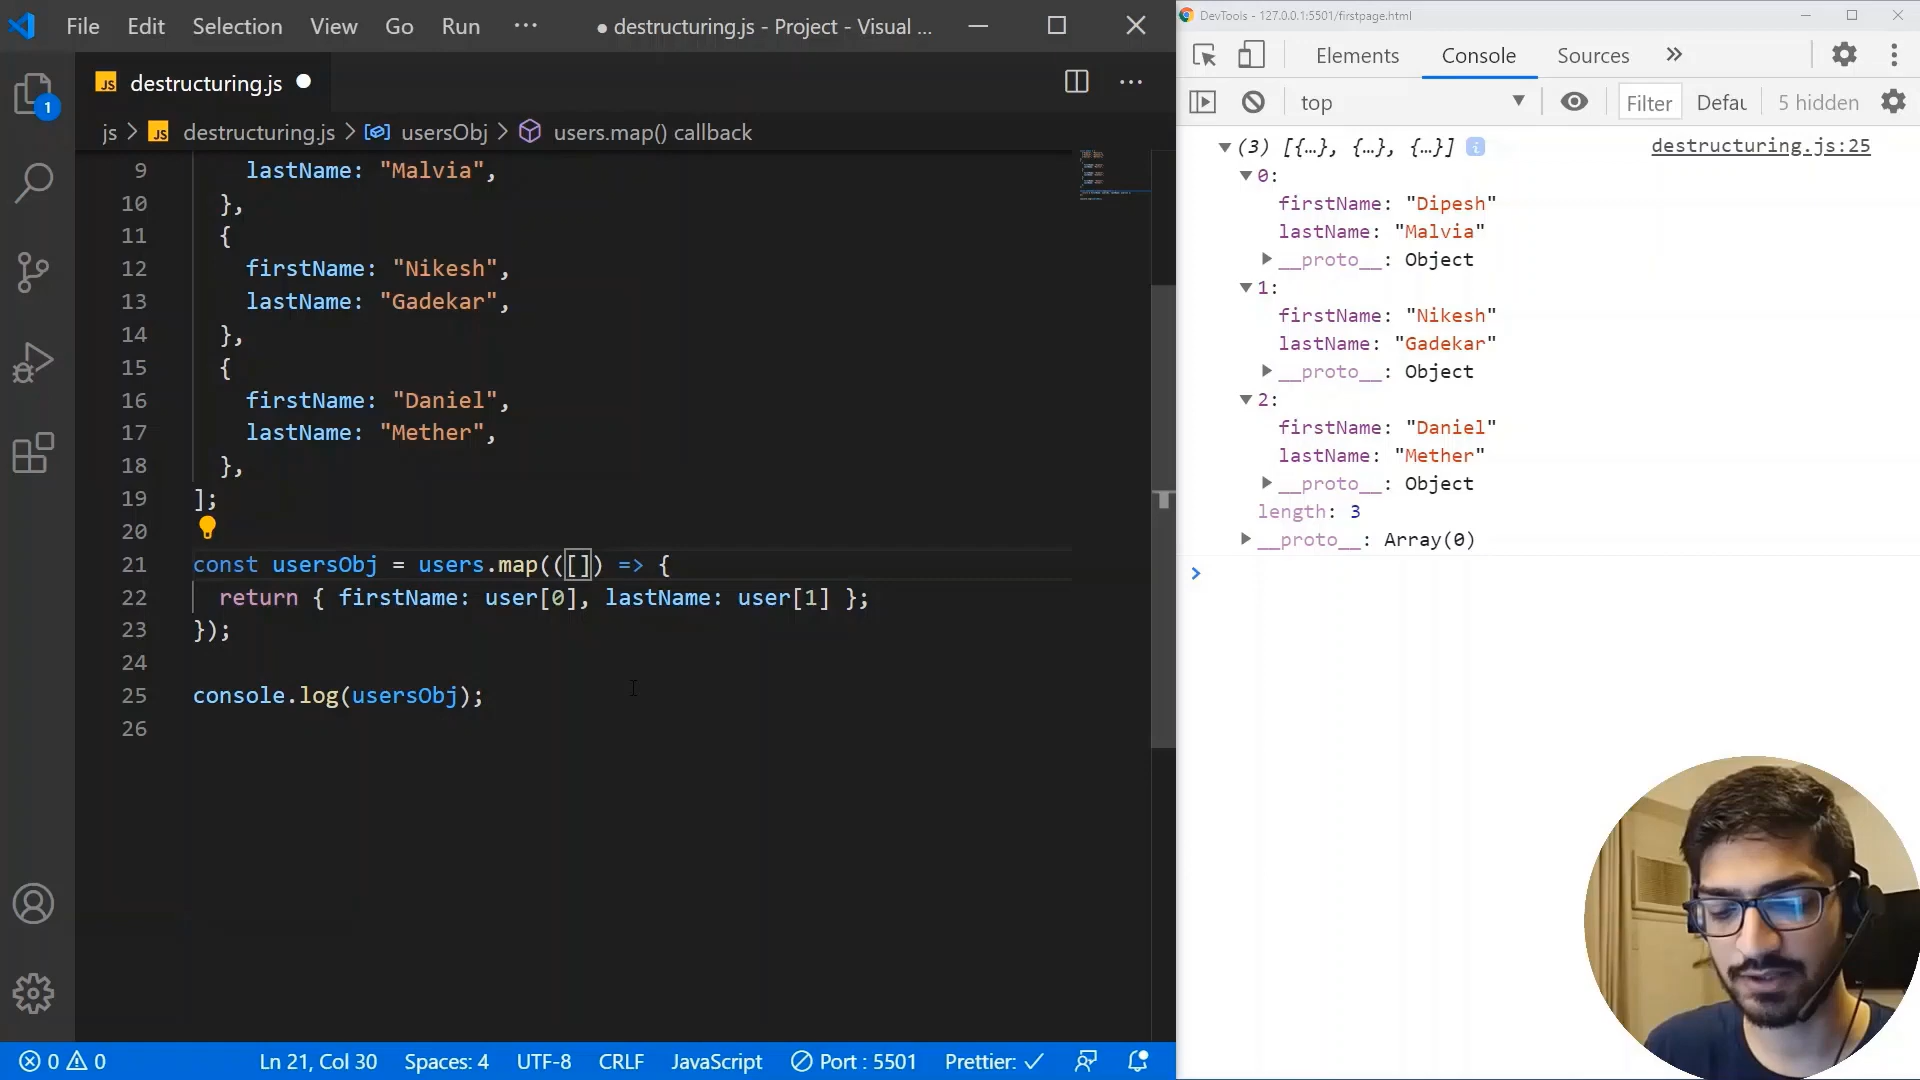 File Edit Selection View Go Run ··· ● destructuring.js - Project - Visual ...
JS destructuring.js ●
1
js > JS destructuring.js > usersObj > users.map() callback
9 lastName: "Malvia",
10 },
11 {
12 firstName: "Nikesh",
13 lastName: "Gadekar",
14 },
15 {
16 firstName: "Daniel",
17 lastName: "Mether",
18 },
19 ];
20
21 const usersObj = users.map(([]) => {
22 return { firstName: user[0], lastName: user[1] };
23 });
24
25 console.log(usersObj);
26
0 0 Ln 21, Col 30 Spaces: 4 UTF-8 CRLF JavaScript Port : 5501 Prettier: ✓
DevTools - 127.0.0.1:5501/firstpage.html
Elements Console Sources »
top Filter Defau 5 hidden
(3) [{…}, {…}, {…}] i destructuring.js:25
0:
firstName: "Dipesh"
lastName: "Malvia"
__proto__: Object
1:
firstName: "Nikesh"
lastName: "Gadekar"
__proto__: Object
2:
firstName: "Daniel"
lastName: "Mether"
__proto__: Object
length: 3
__proto__: Array(0)
>